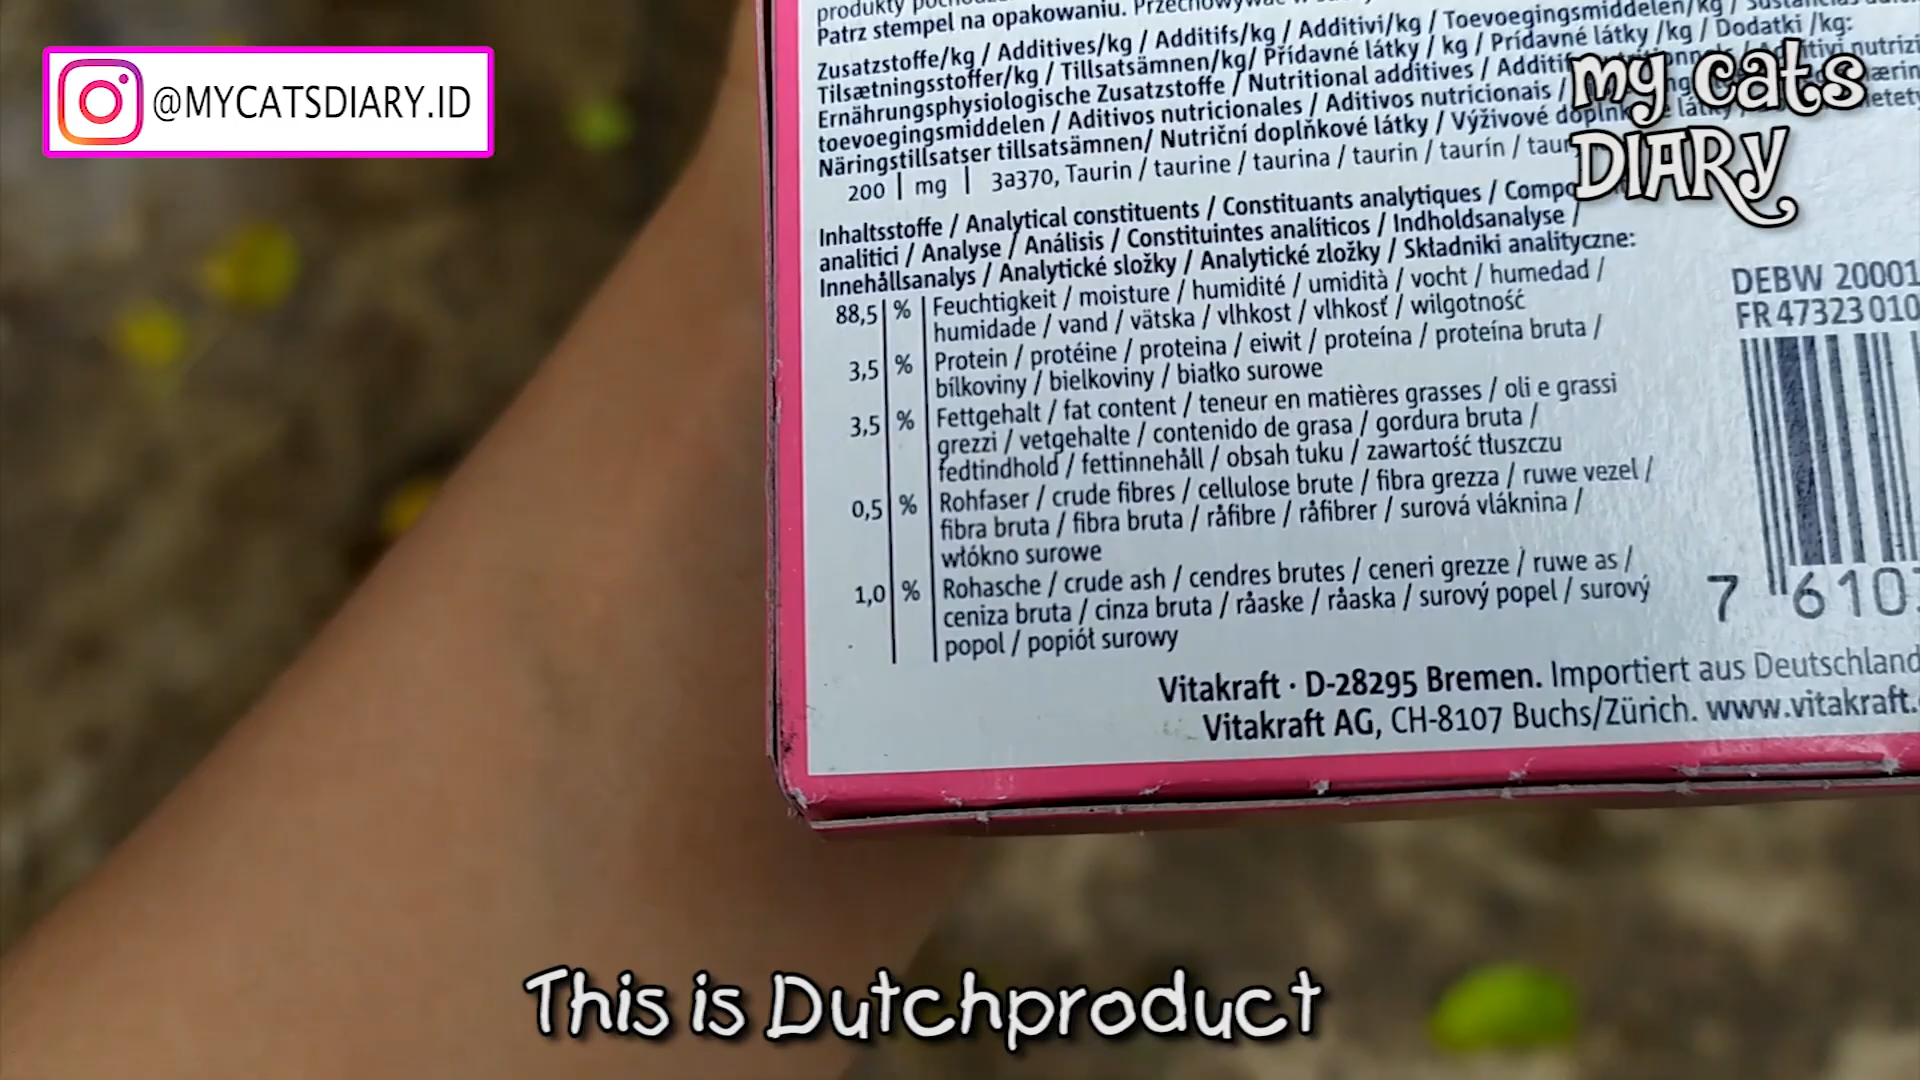 @MYCATSDIARY.ID
my cats
DIARY
produkty
Patrz stempel na opakowaniu. Przechowywać w
Zusatzstoffe/kg / Additives/kg / Additifs/kg / Additivi/kg / Toevoegingsmiddelen/kg /
Tilsætningsstoffer/kg / Tillsatsämnen/kg/ Přídavné látky / kg / Prídavné látky /kg / Dodatki /kg:
Ernährungsphysiologische Zusatzstoffe / Nutritional additives /
toevoegingsmiddelen / Aditivos nutricionales / Aditivos nutricionais /
Näringstillsatser tillsatsämnen/ Nutriční doplňkové látky / Výživové
200 | mg | 3a370, Taurin / taurine / taurina / taurin / taurín /
Inhaltsstoffe / Analytical constituents / Constituants analytiques /
analitici / Analyse / Análisis / Constituintes analíticos / Indholdsanalyse /
Innehållsanalys / Analytické složky / Analytické zložky / Składniki analityczne:
88,5 % Feuchtigkeit / moisture / humidité / umidità / vocht / humedad /
humidade / vand / vätska / vlhkost / vlhkosť / wilgotność
3,5 % Protein / protéine / proteina / eiwit / proteína / proteína bruta /
bílkoviny / bielkoviny / białko surowe
3,5 % Fettgehalt / fat content / teneur en matières grasses / oli e grassi
grezzi / vetgehalte / contenido de grasa / gordura bruta /
fedtindhold / fettinnehåll / obsah tuku / zawartość tłuszczu
0,5 % Rohfaser / crude fibres / cellulose brute / fibra grezza / ruwe vezel /
fibra bruta / fibra bruta / råfibre / råfibrer / surová vláknina /
włókno surowe
1,0 % Rohasche / crude ash / cendres brutes / ceneri grezze / ruwe as /
ceniza bruta / cinza bruta / råaske / råaska / surový popel / surový
popol / popiół surowy
DEBW 20001
FR 47323 010
7 610
Vitakraft · D-28295 Bremen. Importiert aus Deutschland
Vitakraft AG, CH-8107 Buchs/Zürich. www.vitakraft.
This is Dutchproduct